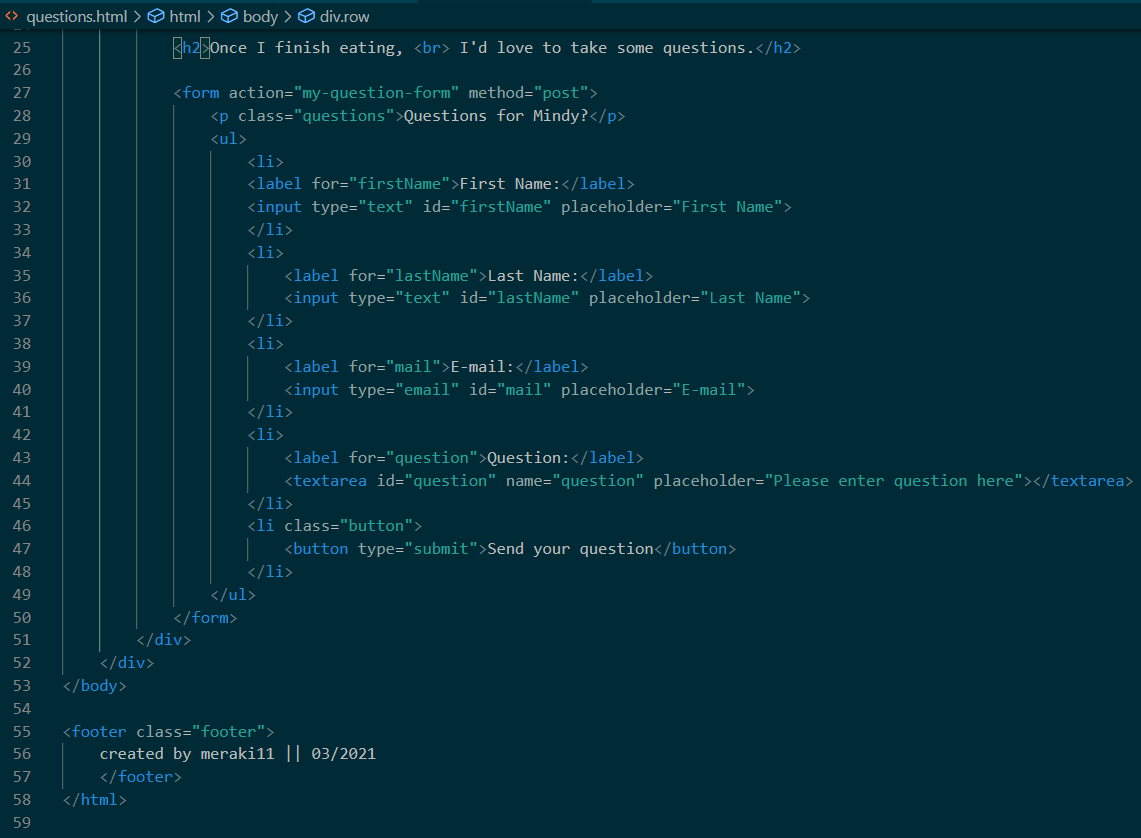 <> questions.html > html > body > div.row
25 <h2>Once I finish eating, <br> I'd love to take some questions.</h2>
26
27 <form action="my-question-form" method="post">
28 <p class="questions">Questions for Mindy?</p>
29 <ul>
30 <li>
31 <label for="firstName">First Name:</label>
32 <input type="text" id="firstName" placeholder="First Name">
33 </li>
34 <li>
35 <label for="lastName">Last Name:</label>
36 <input type="text" id="lastName" placeholder="Last Name">
37 </li>
38 <li>
39 <label for="mail">E-mail:</label>
40 <input type="email" id="mail" placeholder="E-mail">
41 </li>
42 <li>
43 <label for="question">Question:</label>
44 <textarea id="question" name="question" placeholder="Please enter question here"></textarea>
45 </li>
46 <li class="button">
47 <button type="submit">Send your question</button>
48 </li>
49 </ul>
50 </form>
51 </div>
52 </div>
53 </body>
54
55 <footer class="footer">
56 created by meraki11 || 03/2021
57 </footer>
58 </html>
59